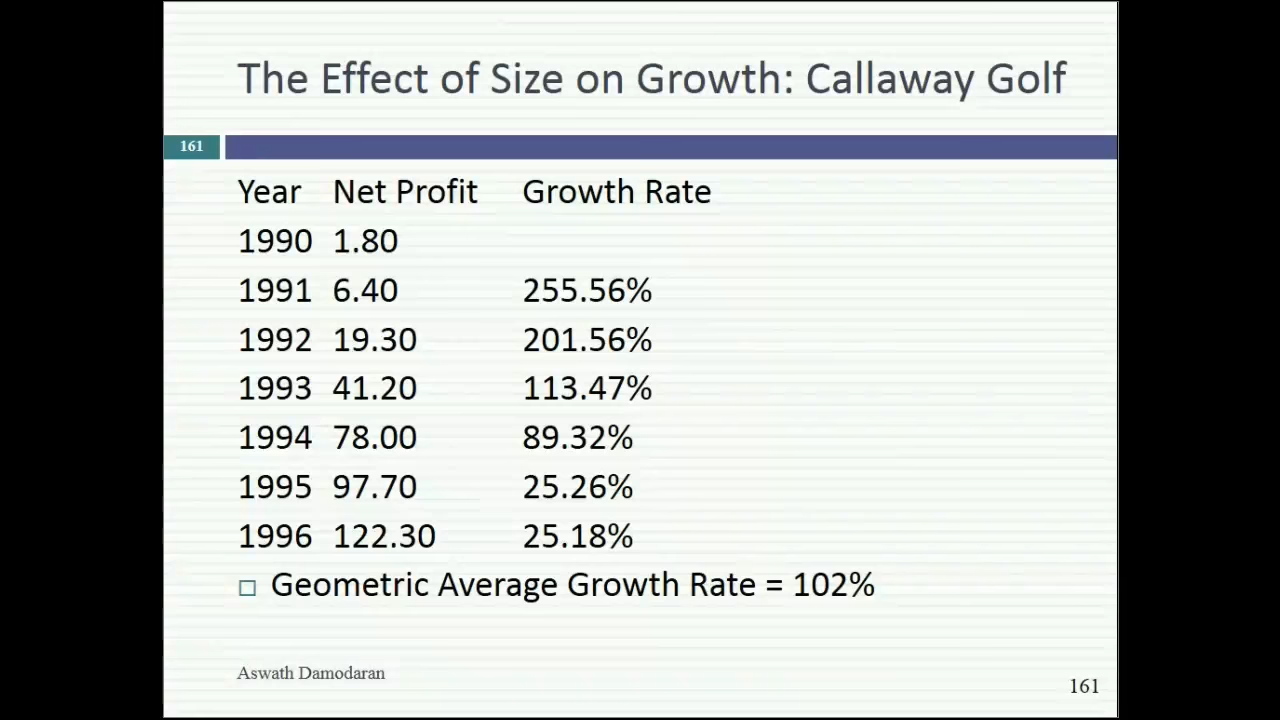 The Effect of Size on Growth: Callaway Golf
161
Year Net Profit Growth Rate
1990 1.80
1991 6.40 255.56%
1992 19.30 201.56%
1993 41.20 113.47%
1994 78.00 89.32%
1995 97.70 25.26%
1996 122.30 25.18%
Geometric Average Growth Rate = 102%
Aswath Damodaran
161